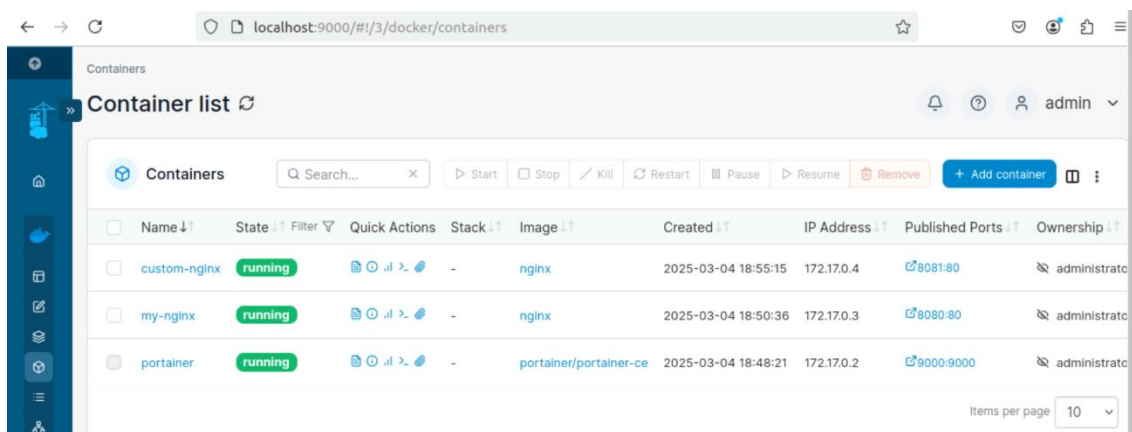 localhost:9000/#!/3/docker/containers
Containers
Container list
admin
Containers Search... Start Stop Kill Restart Pause Resume Remove + Add container
Name State Filter Quick Actions Stack Image Created IP Address Published Ports Ownership
custom-nginx running - nginx 2025-03-04 18:55:15 172.17.0.4 8081:80 administrato
my-nginx running - nginx 2025-03-04 18:50:36 172.17.0.3 8080:80 administrato
portainer running - portainer/portainer-ce 2025-03-04 18:48:21 172.17.0.2 9000:9000 administrato
Items per page 10